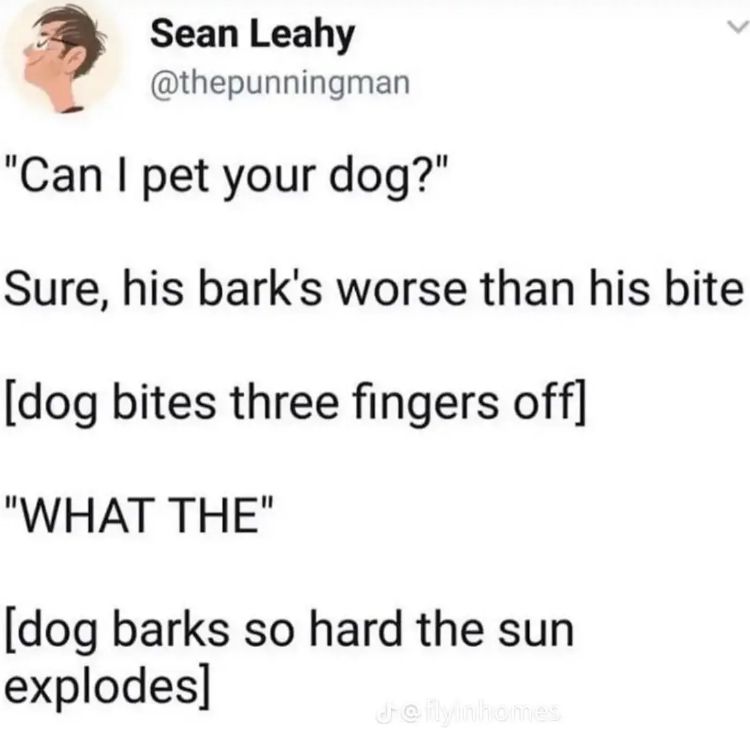 Sean Leahy
@thepunningman
"Can I pet your dog?"
Sure, his bark's worse than his bite
[dog bites three fingers off]
"WHAT THE"
[dog barks so hard the sun
explodes]
@flyinhomes